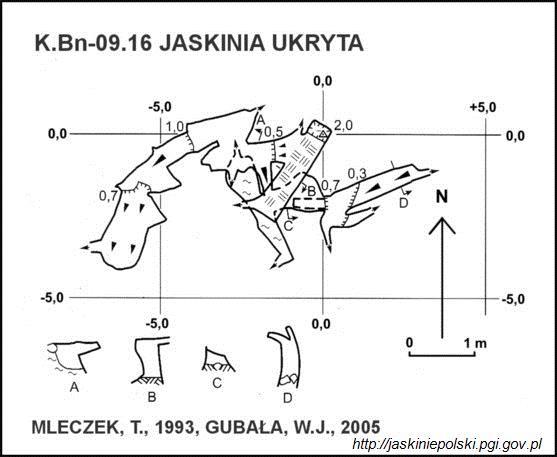 K.Bn-09.16 JASKINIA UKRYTA
0,0
-5,0 +5,0
1,0 A 0,5 2,0
0,0 0,0
0,7 B 0,7 0,3
D
C N
-5,0 -5,0
-5,0 0,0
0 1 m
A B C D
MLECZEK, T., 1993, GUBAŁA, W.J., 2005
http://jaskiniepolski.pgi.gov.pl